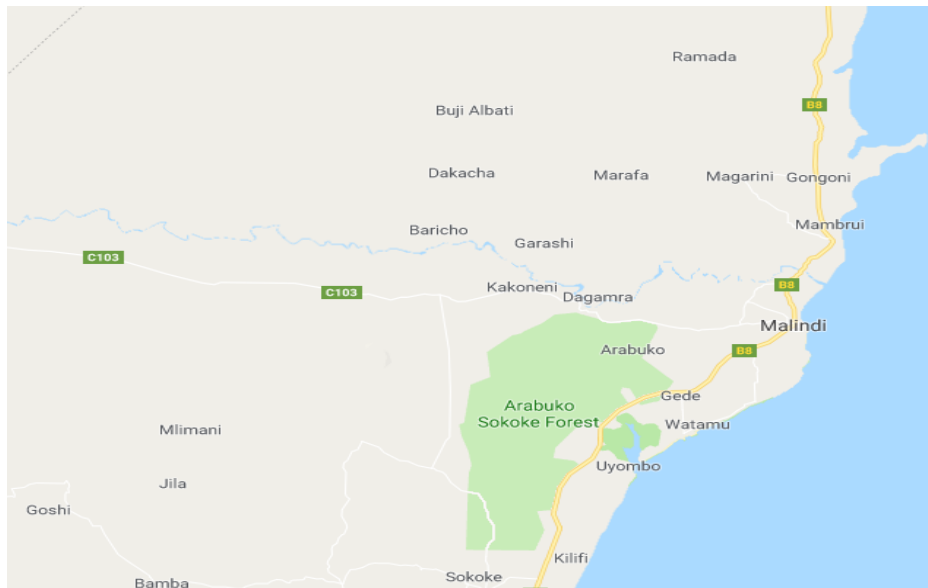 Ramada
B8
Buji Albati
Dakacha
Marafa
Magarini
Gongoni
Mambrui
Baricho
Garashi
C103
B8
Kakoneni
C103
Dagamra
Malindi
Arabuko
B8
Gede
Arabuko
Sokoke Forest
Watamu
Mlimani
Uyombo
Jila
Goshi
Kilifi
Sokoke
Bamba